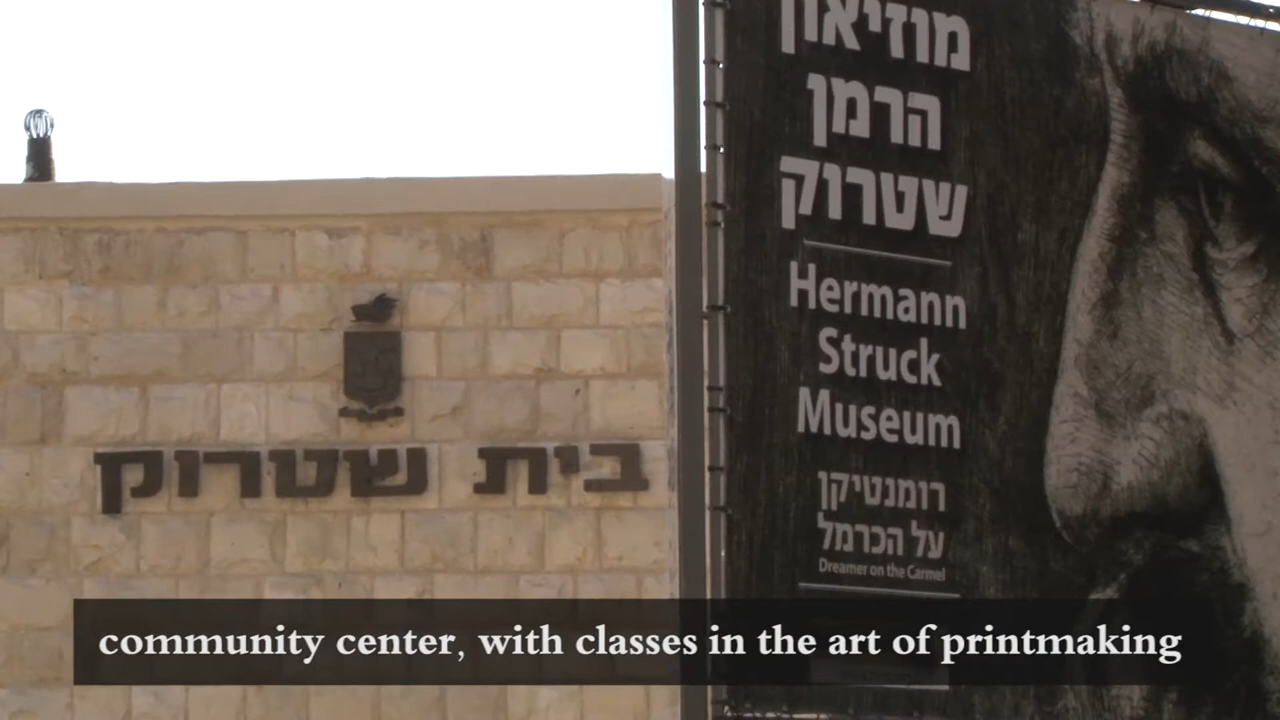 מוזיאון
הרמן
שטרוק
Hermann
Struck
Museum
רומנטיקן
על הכרמל
Dreamer on the Carmel
בית שטרוק
community center, with classes in the art of printmaking